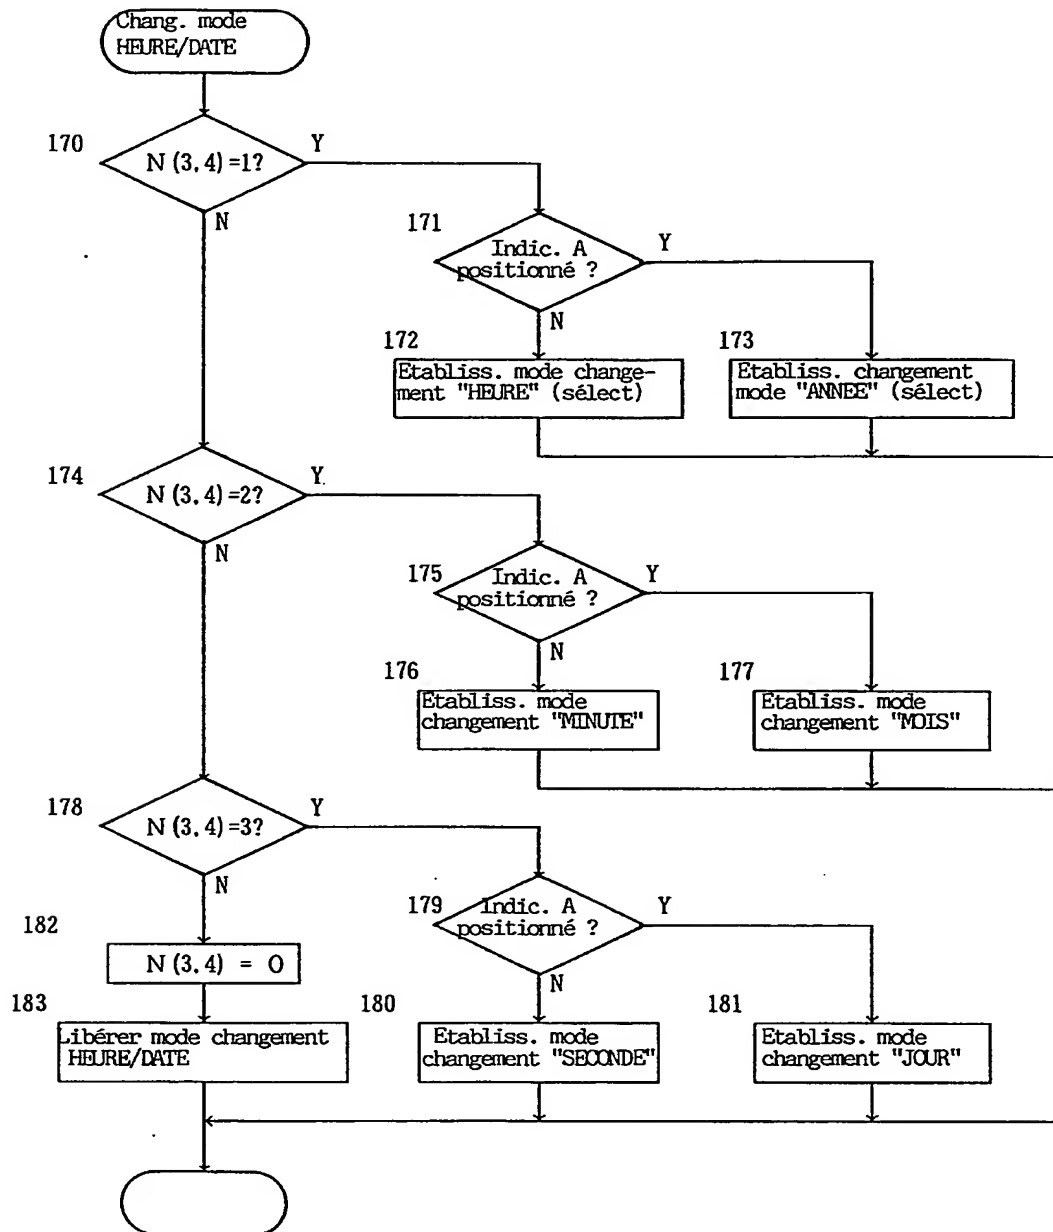 Chang. mode
HEURE/DATE
170
N (3, 4) =1?
Y
N
171
Indic. A
positionné ?
Y
N
172
Etabliss. mode change-
ment "HEURE" (sélect)
173
Etabliss. changement
mode "ANNEE" (sélect)
174
N (3, 4) =2?
Y
N
175
Indic. A
positionné ?
Y
N
176
Etabliss. mode
changement "MINUTE"
177
Etabliss. mode
changement "MOIS"
178
N (3, 4) =3?
Y
N
179
Indic. A
positionné ?
Y
N
182
N (3, 4) = 0
183
Libérer mode changement
HEURE/DATE
180
Etabliss. mode
changement "SECONDE"
181
Etabliss. mode
changement "JOUR"